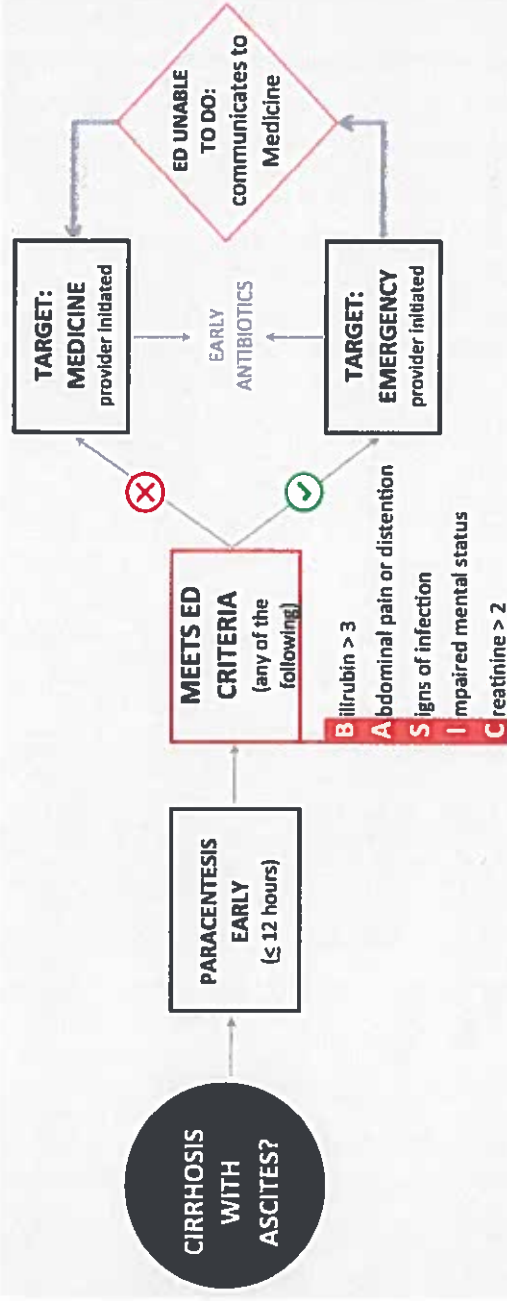 CIRRHOSIS
WITH
ASCITES?
PARACENTESIS
EARLY
(≤ 12 hours)
MEETS ED
CRITERIA
(any of the
following)
Bilirubin > 3
Abdominal pain or distention
Signs of infection
Impaired mental status
Creatinine > 2
TARGET:
MEDICINE
provider initiated
EARLY
ANTIBIOTICS
TARGET:
EMERGENCY
provider initiated
ED UNABLE
TO DO:
communicates to
Medicine